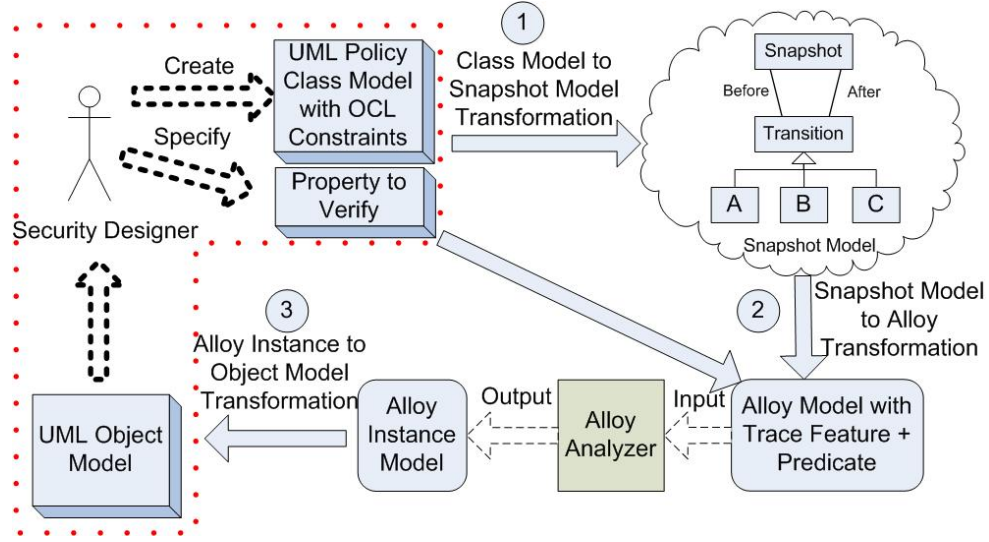 Create
Specify
Security Designer
UML Policy
Class Model
with OCL
Constraints
Property to
Verify
1
Class Model to
Snapshot Model
Transformation
Snapshot
Before
After
Transition
A
B
C
Snapshot Model
2
Snapshot Model
to Alloy
Transformation
3
Alloy Instance to
Object Model
Transformation
UML Object
Model
Alloy
Instance
Model
Output
Alloy
Analyzer
Input
Alloy Model with
Trace Feature +
Predicate